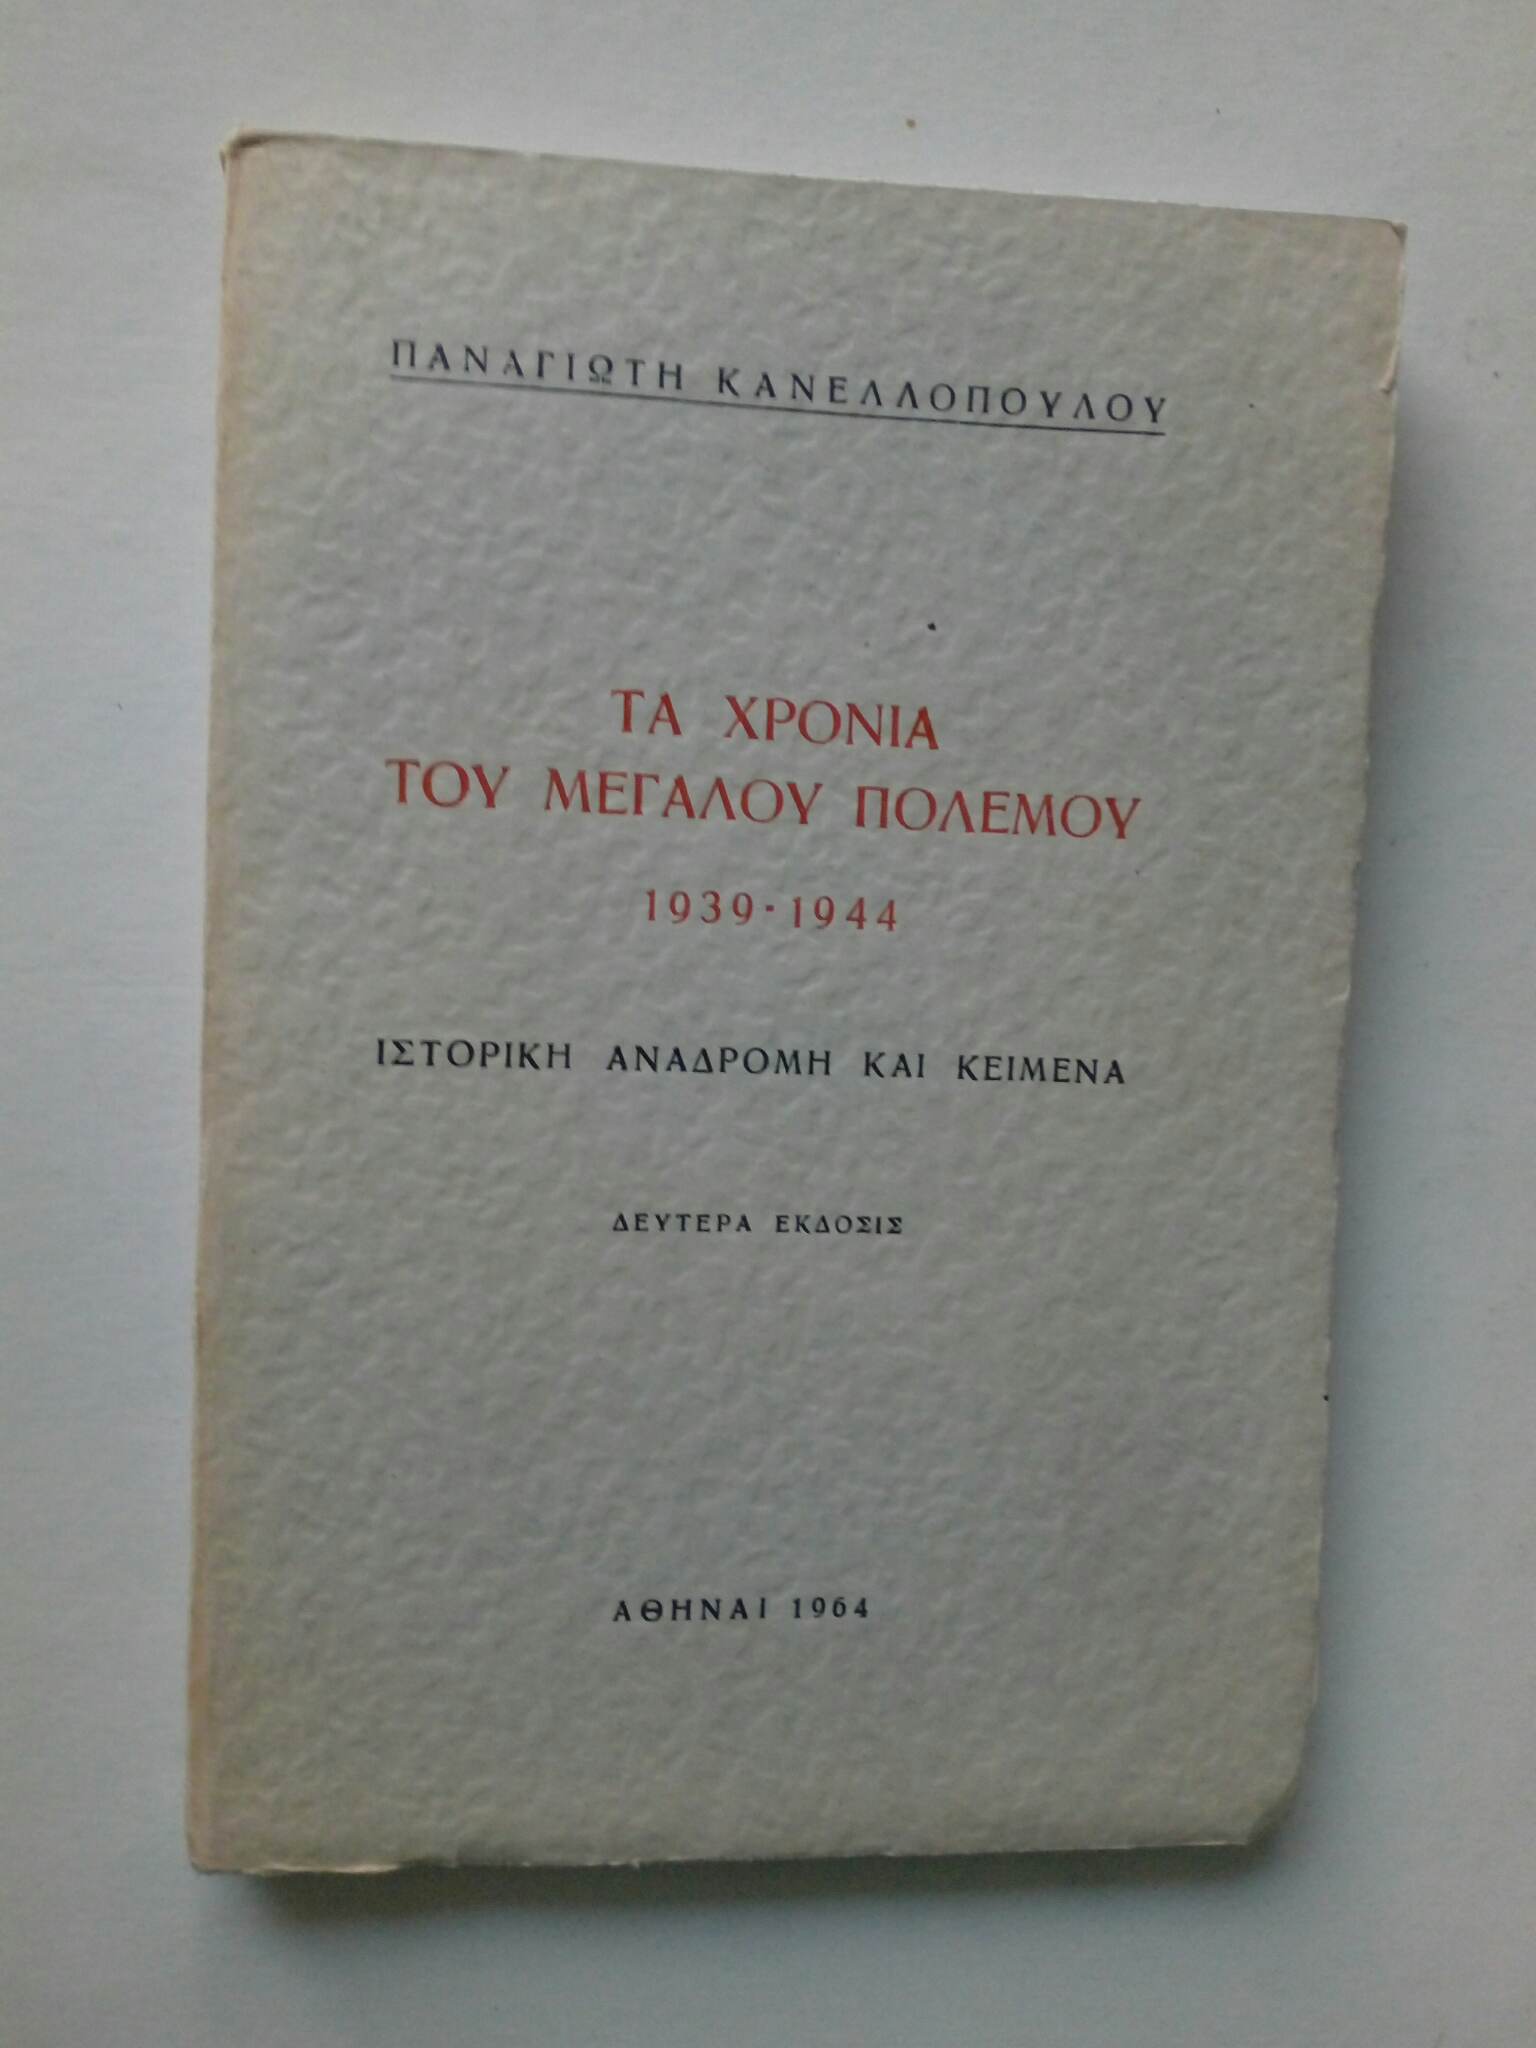 ΠΑΝΑΓΙΩΤΗ ΚΑΝΕΛΛΟΠΟΥΛΟΥ
ΤΑ ΧΡΟΝΙΑ
ΤΟΥ ΜΕΓΑΛΟΥ ΠΟΛΕΜΟΥ
1939-1944
ΙΣΤΟΡΙΚΗ ΑΝΑΔΡΟΜΗ ΚΑΙ ΚΕΙΜΕΝΑ
ΔΕΥΤΕΡΑ ΕΚΔΟΣΙΣ
ΑΘΗΝΑΙ 1964